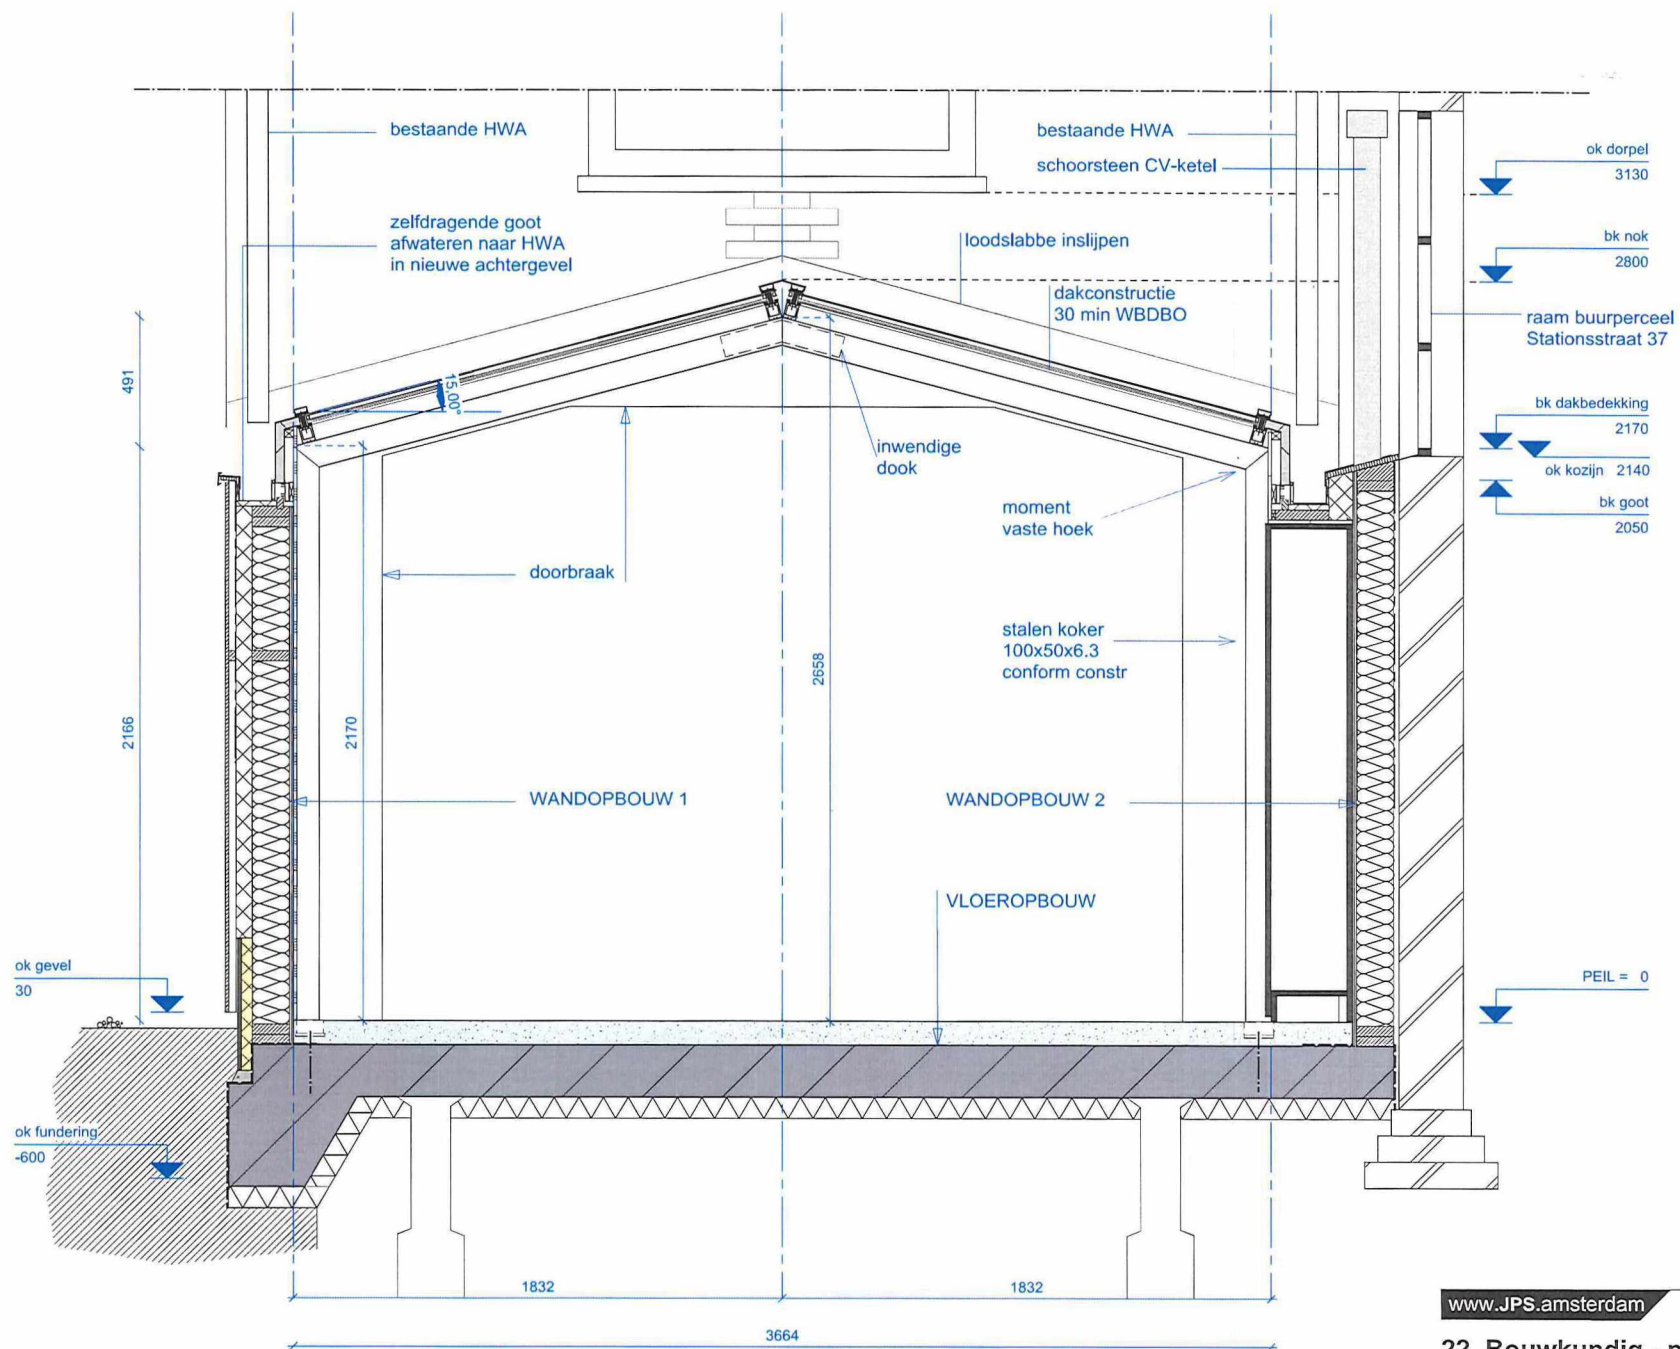 bestaande HWA
bestaande HWA
schoorsteen CV-ketel
ok dorpel
3130
zelfdragende goot
afwateren naar HWA
in nieuwe achtergevel
loodslabbe inslijpen
bk nok
2800
dakconstructie
30 min WBDBO
raam buurperceel
Stationsstraat 37
491
15,00°
bk dakbedekking
2170
ok kozijn 2140
inwendige
dook
moment
vaste hoek
bk goot
2050
doorbraak
stalen koker
100x50x6.3
conform constr
2658
2166
2170
WANDOPBOUW 1
WANDOPBOUW 2
VLOEROPBOUW
ok gevel
30
PEIL = 0
ok fundering
-600
1832
1832
3664
www.JPS.amsterdam
22 Bouwkundig